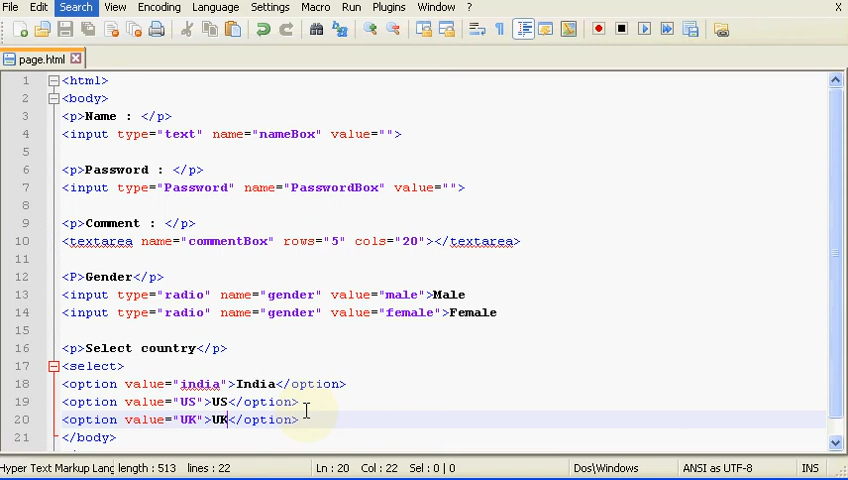 File Edit Search View Encoding Language Settings Macro Run Plugins Window ? X
page.html
1 <html>
2 <body>
3 <p>Name : </p>
4 <input type="text" name="nameBox" value="">
5
6 <p>Password : </p>
7 <input type="Password" name="PasswordBox" value="">
8
9 <p>Comment : </p>
10 <textarea name="commentBox" rows="5" cols="20"></textarea>
11
12 <P>Gender</p>
13 <input type="radio" name="gender" value="male">Male
14 <input type="radio" name="gender" value="female">Female
15
16 <p>Select country</p>
17 <select>
18 <option value="india">India</option>
19 <option value="US">US</option>
20 <option value="UK">UK</option>
21 </body>
Hyper Text Markup Lang length : 513 lines : 22 Ln : 20 Col : 22 Sel : 0 | 0 Dos\Windows ANSI as UTF-8 INS